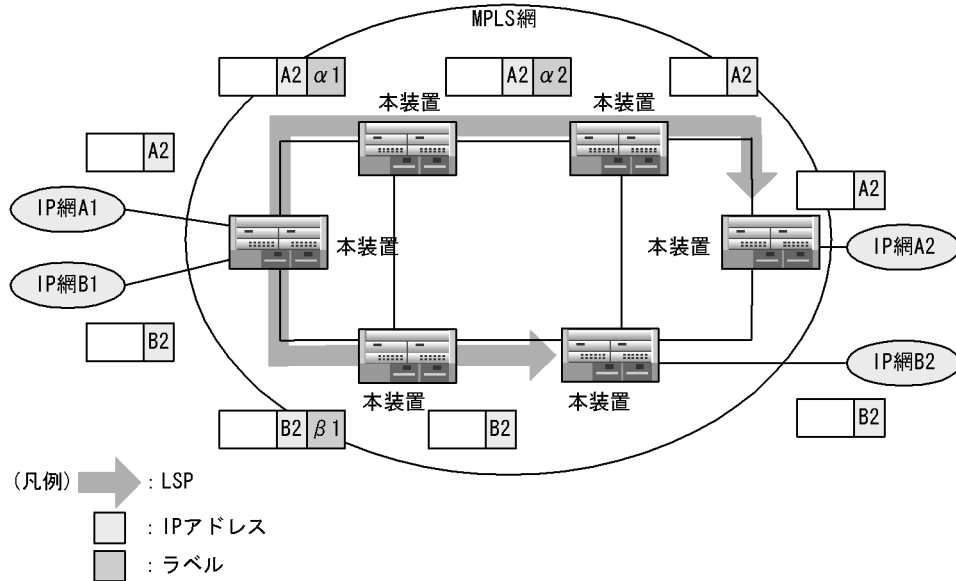 MPLS網
A2 α1
A2 α2
A2
本装置
本装置
A2
A2
IP網A1
本装置
本装置
IP網A2
IP網B1
B2
IP網B2
本装置
本装置
B2 β1
B2
B2
(凡例) : LSP
: IPアドレス
: ラベル